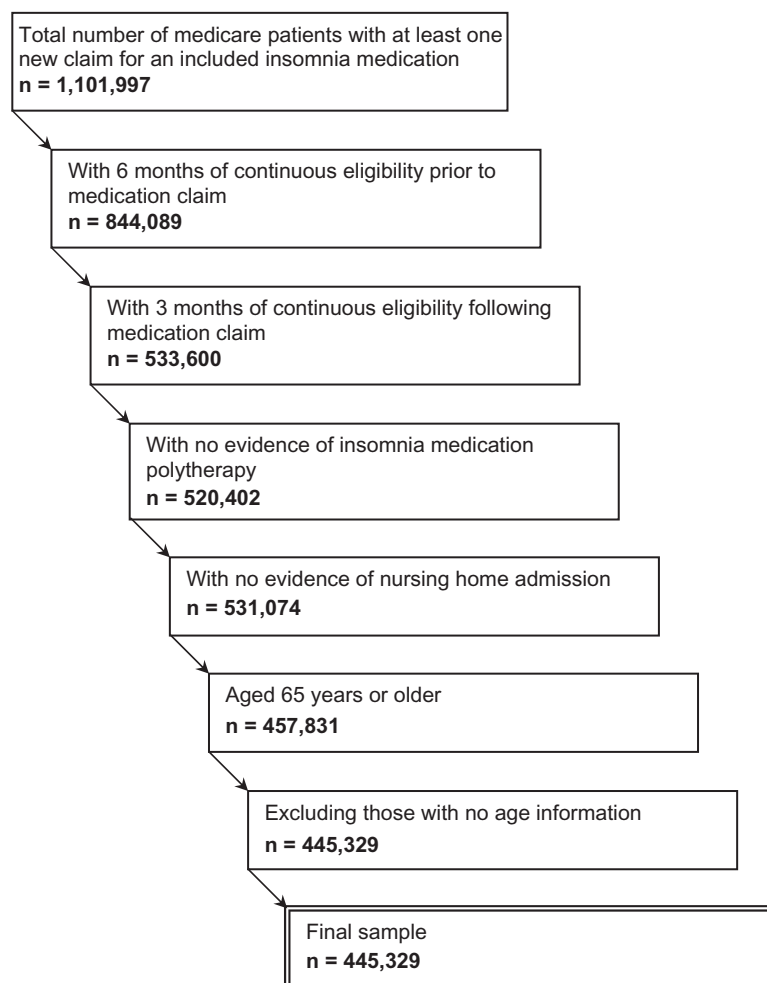 Total number of medicare patients with at least one
new claim for an included insomnia medication
n = 1,101,997
With 6 months of continuous eligibility prior to
medication claim
n = 844,089
With 3 months of continuous eligibility following
medication claim
n = 533,600
With no evidence of insomnia medication
polytherapy
n = 520,402
With no evidence of nursing home admission
n = 531,074
Aged 65 years or older
n = 457,831
Excluding those with no age information
n = 445,329
Final sample
n = 445,329